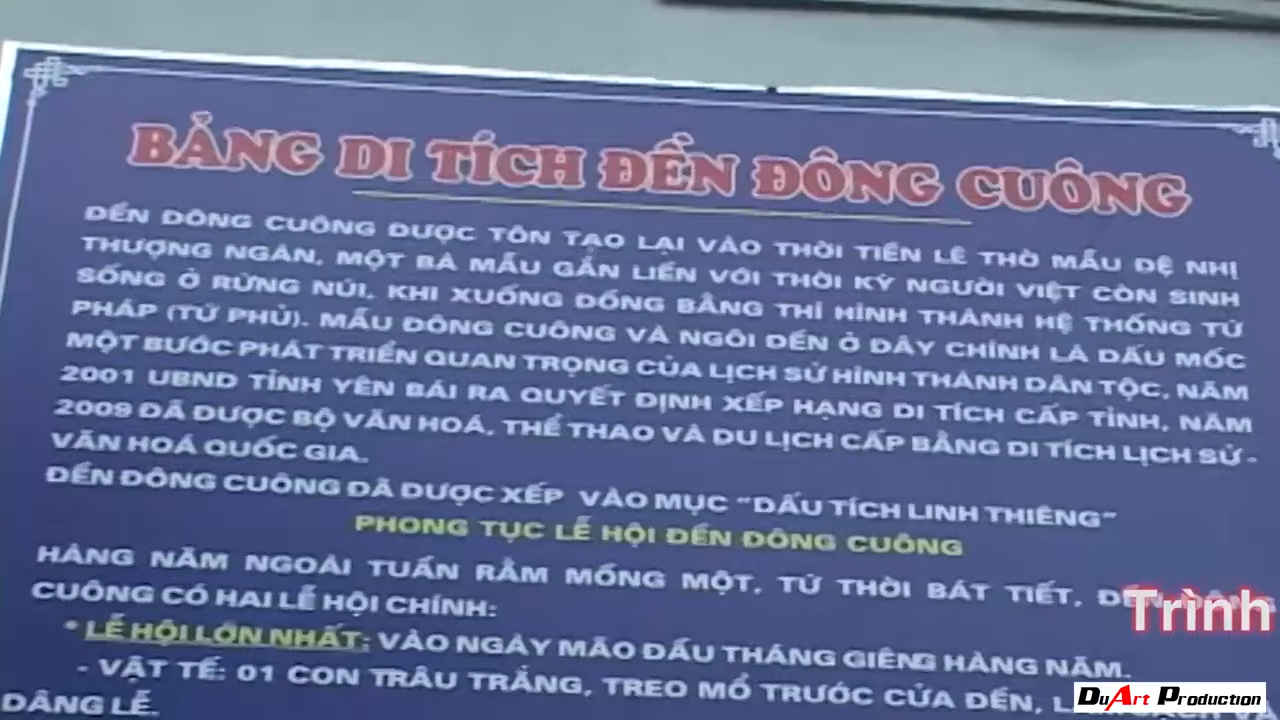 BẢNG DI TÍCH ĐỀN ĐÔNG CUÔNG
ĐỀN ĐÔNG CUÔNG ĐƯỢC TÔN TẠO LẠI VÀO THỜI TIỀN LÊ THỜ MẪU ĐỆ NHỊ
THƯỢNG NGÀN, MỘT BÀ MẪU GẮN LIỀN VỚI THỜI KỲ NGƯỜI VIỆT CÒN SINH
SỐNG Ở RỪNG NÚI, KHI XUỐNG ĐỒNG BẰNG THÌ HÌNH THÀNH HỆ THỐNG TỨ
PHÁP (TỨ PHỦ). MẪU ĐÔNG CUÔNG VÀ NGÔI ĐỀN Ở ĐÂY CHÍNH LÀ DẤU MỐC
MỘT BƯỚC PHÁT TRIỂN QUAN TRỌNG CỦA LỊCH SỬ HÌNH THÀNH DÂN TỘC, NĂM
2001 UBND TỈNH YÊN BÁI RA QUYẾT ĐỊNH XẾP HẠNG DI TÍCH CẤP TỈNH, NĂM
2009 ĐÃ ĐƯỢC BỘ VĂN HOÁ, THỂ THAO VÀ DU LỊCH CẤP BẰNG DI TÍCH LỊCH SỬ -
VĂN HOÁ QUỐC GIA.
ĐỀN ĐÔNG CUÔNG ĐÃ ĐƯỢC XẾP VÀO MỤC "DẤU TÍCH LINH THIÊNG"
PHONG TỤC LỄ HỘI ĐỀN ĐÔNG CUÔNG
HÀNG NĂM NGOÀI TUẦN RẰM MỒNG MỘT, TỨ THỜI BÁT TIẾT, ĐỀN ĐÔNG
CUÔNG CÓ HAI LỄ HỘI CHÍNH:
* LỄ HỘI LỚN NHẤT: VÀO NGÀY MÃO ĐẦU THÁNG GIÊNG HÀNG NĂM.
- VẬT TẾ: 01 CON TRÂU TRẮNG, TREO MỔ TRƯỚC CỬA ĐỀN,
DÂNG LỄ.
Trình
DuArt Production